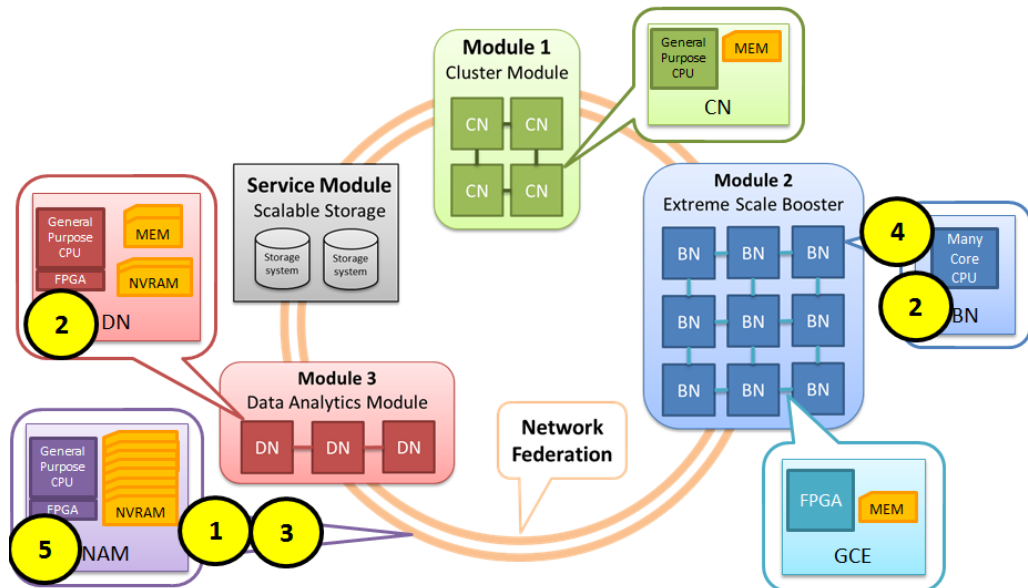 Module 1
Cluster Module
CN
CN
CN
CN
General
Purpose
CPU
MEM
CN
Service Module
Scalable Storage
Storage
system
Storage
system
Module 2
Extreme Scale Booster
BN
BN
BN
BN
BN
BN
BN
BN
BN
4
Many
Core
CPU
2
BN
General
Purpose
CPU
FPGA
MEM
NVRAM
2
DN
Module 3
Data Analytics Module
DN
DN
DN
Network
Federation
General
Purpose
CPU
FPGA
NVRAM
5
NAM
1
3
FPGA
MEM
GCE